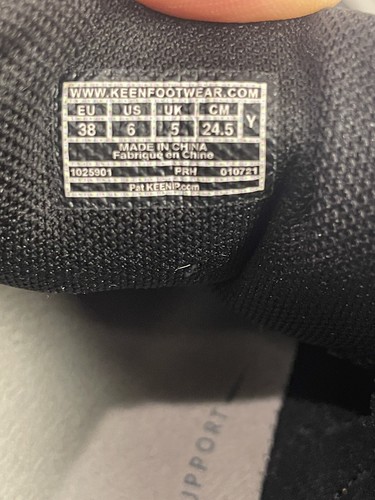 WWW.KEENFOOTWEAR.COM
EU US UK CM Y
38 6 5 24.5
MADE IN CHINA
Fabriqué en Chine
1025901 PRH 010721
Pat KEENIP.com
UPPORT